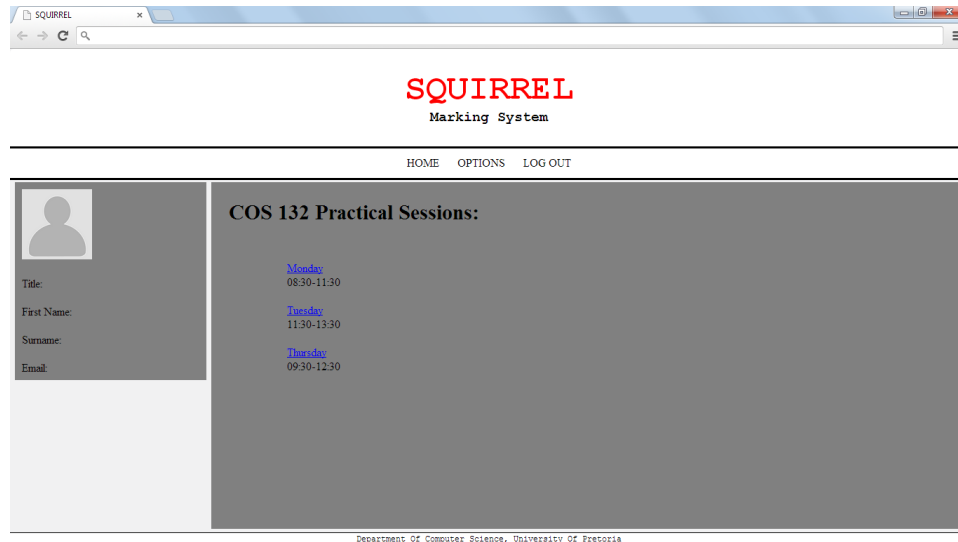 SQUIRREL
SQUIRREL
Marking System
HOME OPTIONS LOG OUT
Title:
First Name:
Surname:
Email:
COS 132 Practical Sessions:
Monday
08:30-11:30
Tuesday
11:30-13:30
Thursday
09:30-12:30
Department Of Computer Science, University Of Pretoria